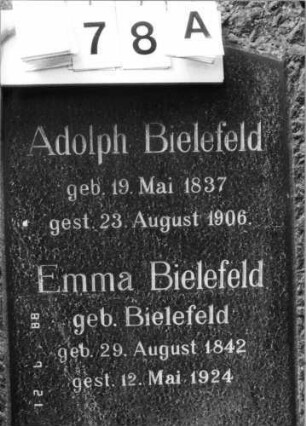 78A
Adolph Bielefeld
geb. 19. Mai 1837
gest. 23. August 1906.
Emma Bielefeld
geb. Bielefeld
geb. 29. August 1842
gest. 12. Mai 1924